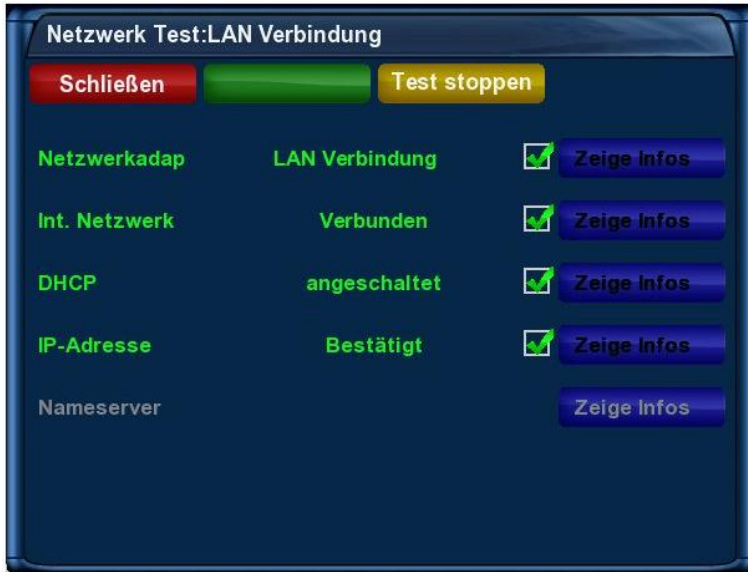 Netzwerk Test:LAN Verbindung
Schließen Test stoppen
Netzwerkadap LAN Verbindung Zeige Infos
Int. Netzwerk Verbunden Zeige Infos
DHCP angeschaltet Zeige Infos
IP-Adresse Bestätigt Zeige Infos
Nameserver Zeige Infos